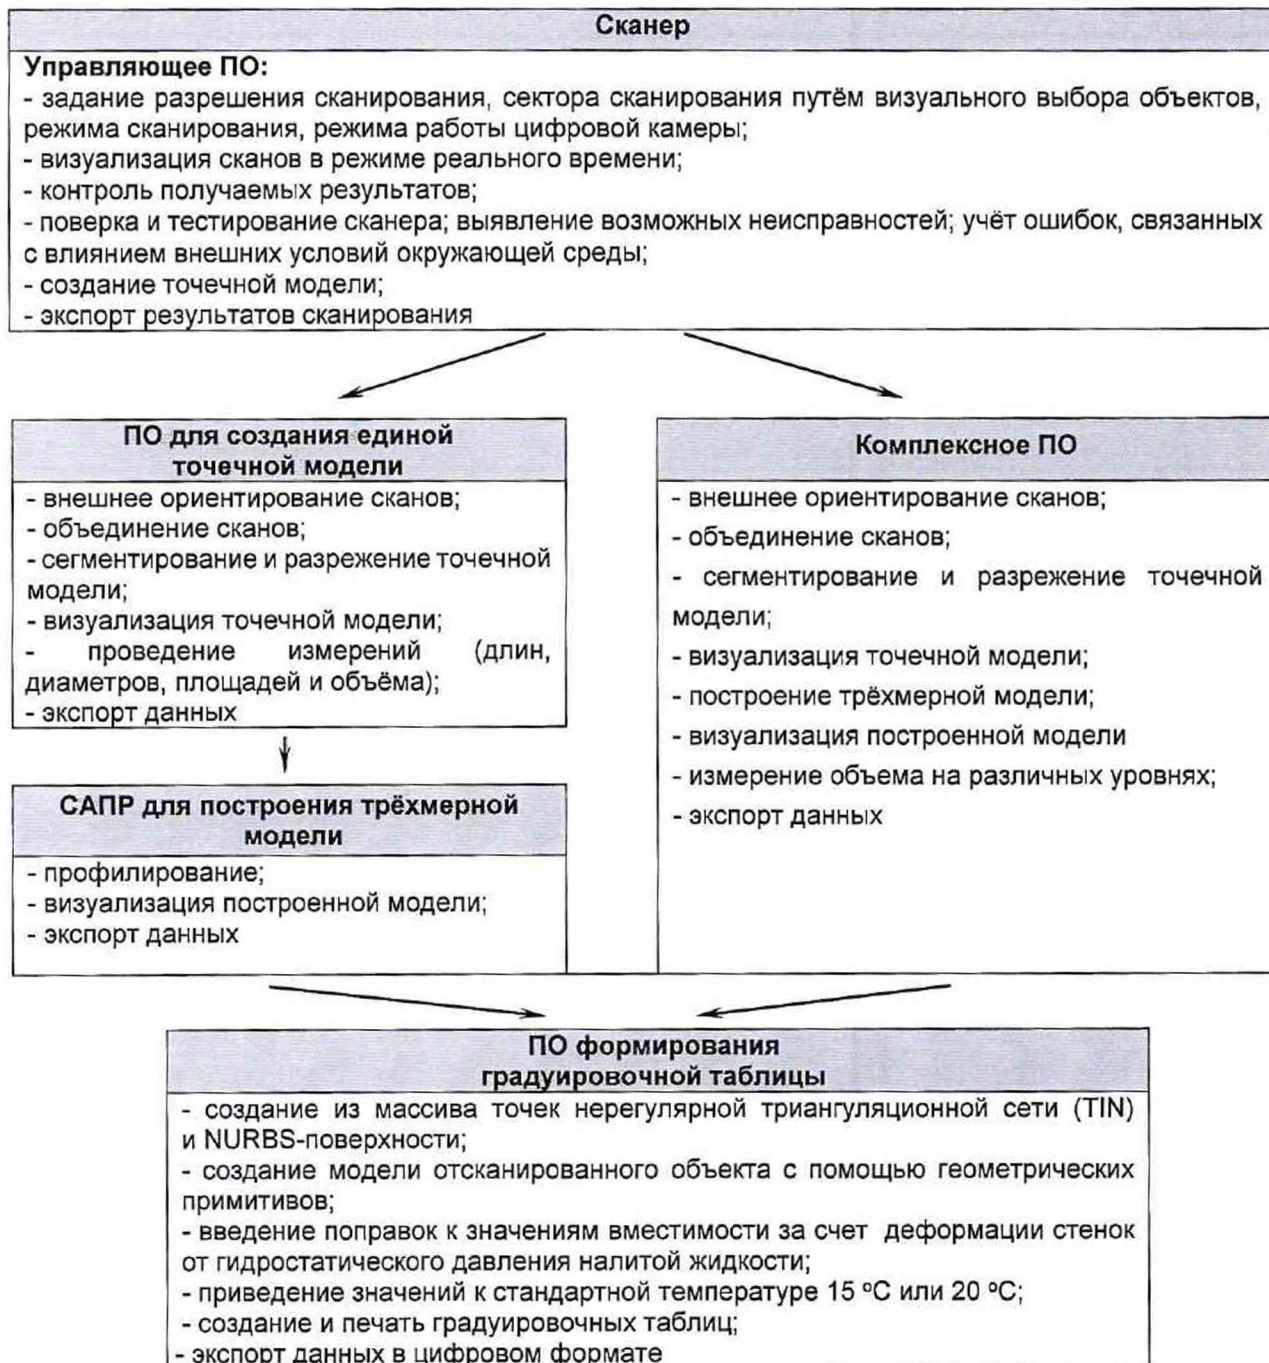 Сканер
Управляющее ПО:
- задание разрешения сканирования, сектора сканирования путём визуального выбора объектов,
режима сканирования, режима работы цифровой камеры;
- визуализация сканов в режиме реального времени;
- контроль получаемых результатов;
- поверка и тестирование сканера; выявление возможных неисправностей; учёт ошибок, связанных
с влиянием внешних условий окружающей среды;
- создание точечной модели;
- экспорт результатов сканирования
ПО для создания единой
точечной модели
- внешнее ориентирование сканов;
- объединение сканов;
- сегментирование и разрежение точечной
модели;
- визуализация точечной модели;
- проведение измерений (длин,
диаметров, площадей и объёма);
- экспорт данных
САПР для построения трёхмерной
модели
- профилирование;
- визуализация построенной модели;
- экспорт данных
Комплексное ПО
- внешнее ориентирование сканов;
- объединение сканов;
- сегментирование и разрежение точечной
модели;
- визуализация точечной модели;
- построение трёхмерной модели;
- визуализация построенной модели
- измерение объема на различных уровнях;
- экспорт данных
ПО формирования
градуировочной таблицы
- создание из массива точек нерегулярной триангуляционной сети (TIN)
и NURBS-поверхности;
- создание модели отсканированного объекта с помощью геометрических
примитивов;
- введение поправок к значениям вместимости за счет деформации стенок
от гидростатического давления налитой жидкости;
- приведение значений к стандартной температуре 15 ºС или 20 ºС;
- создание и печать градуировочных таблиц;
- экспорт данных в цифровом формате